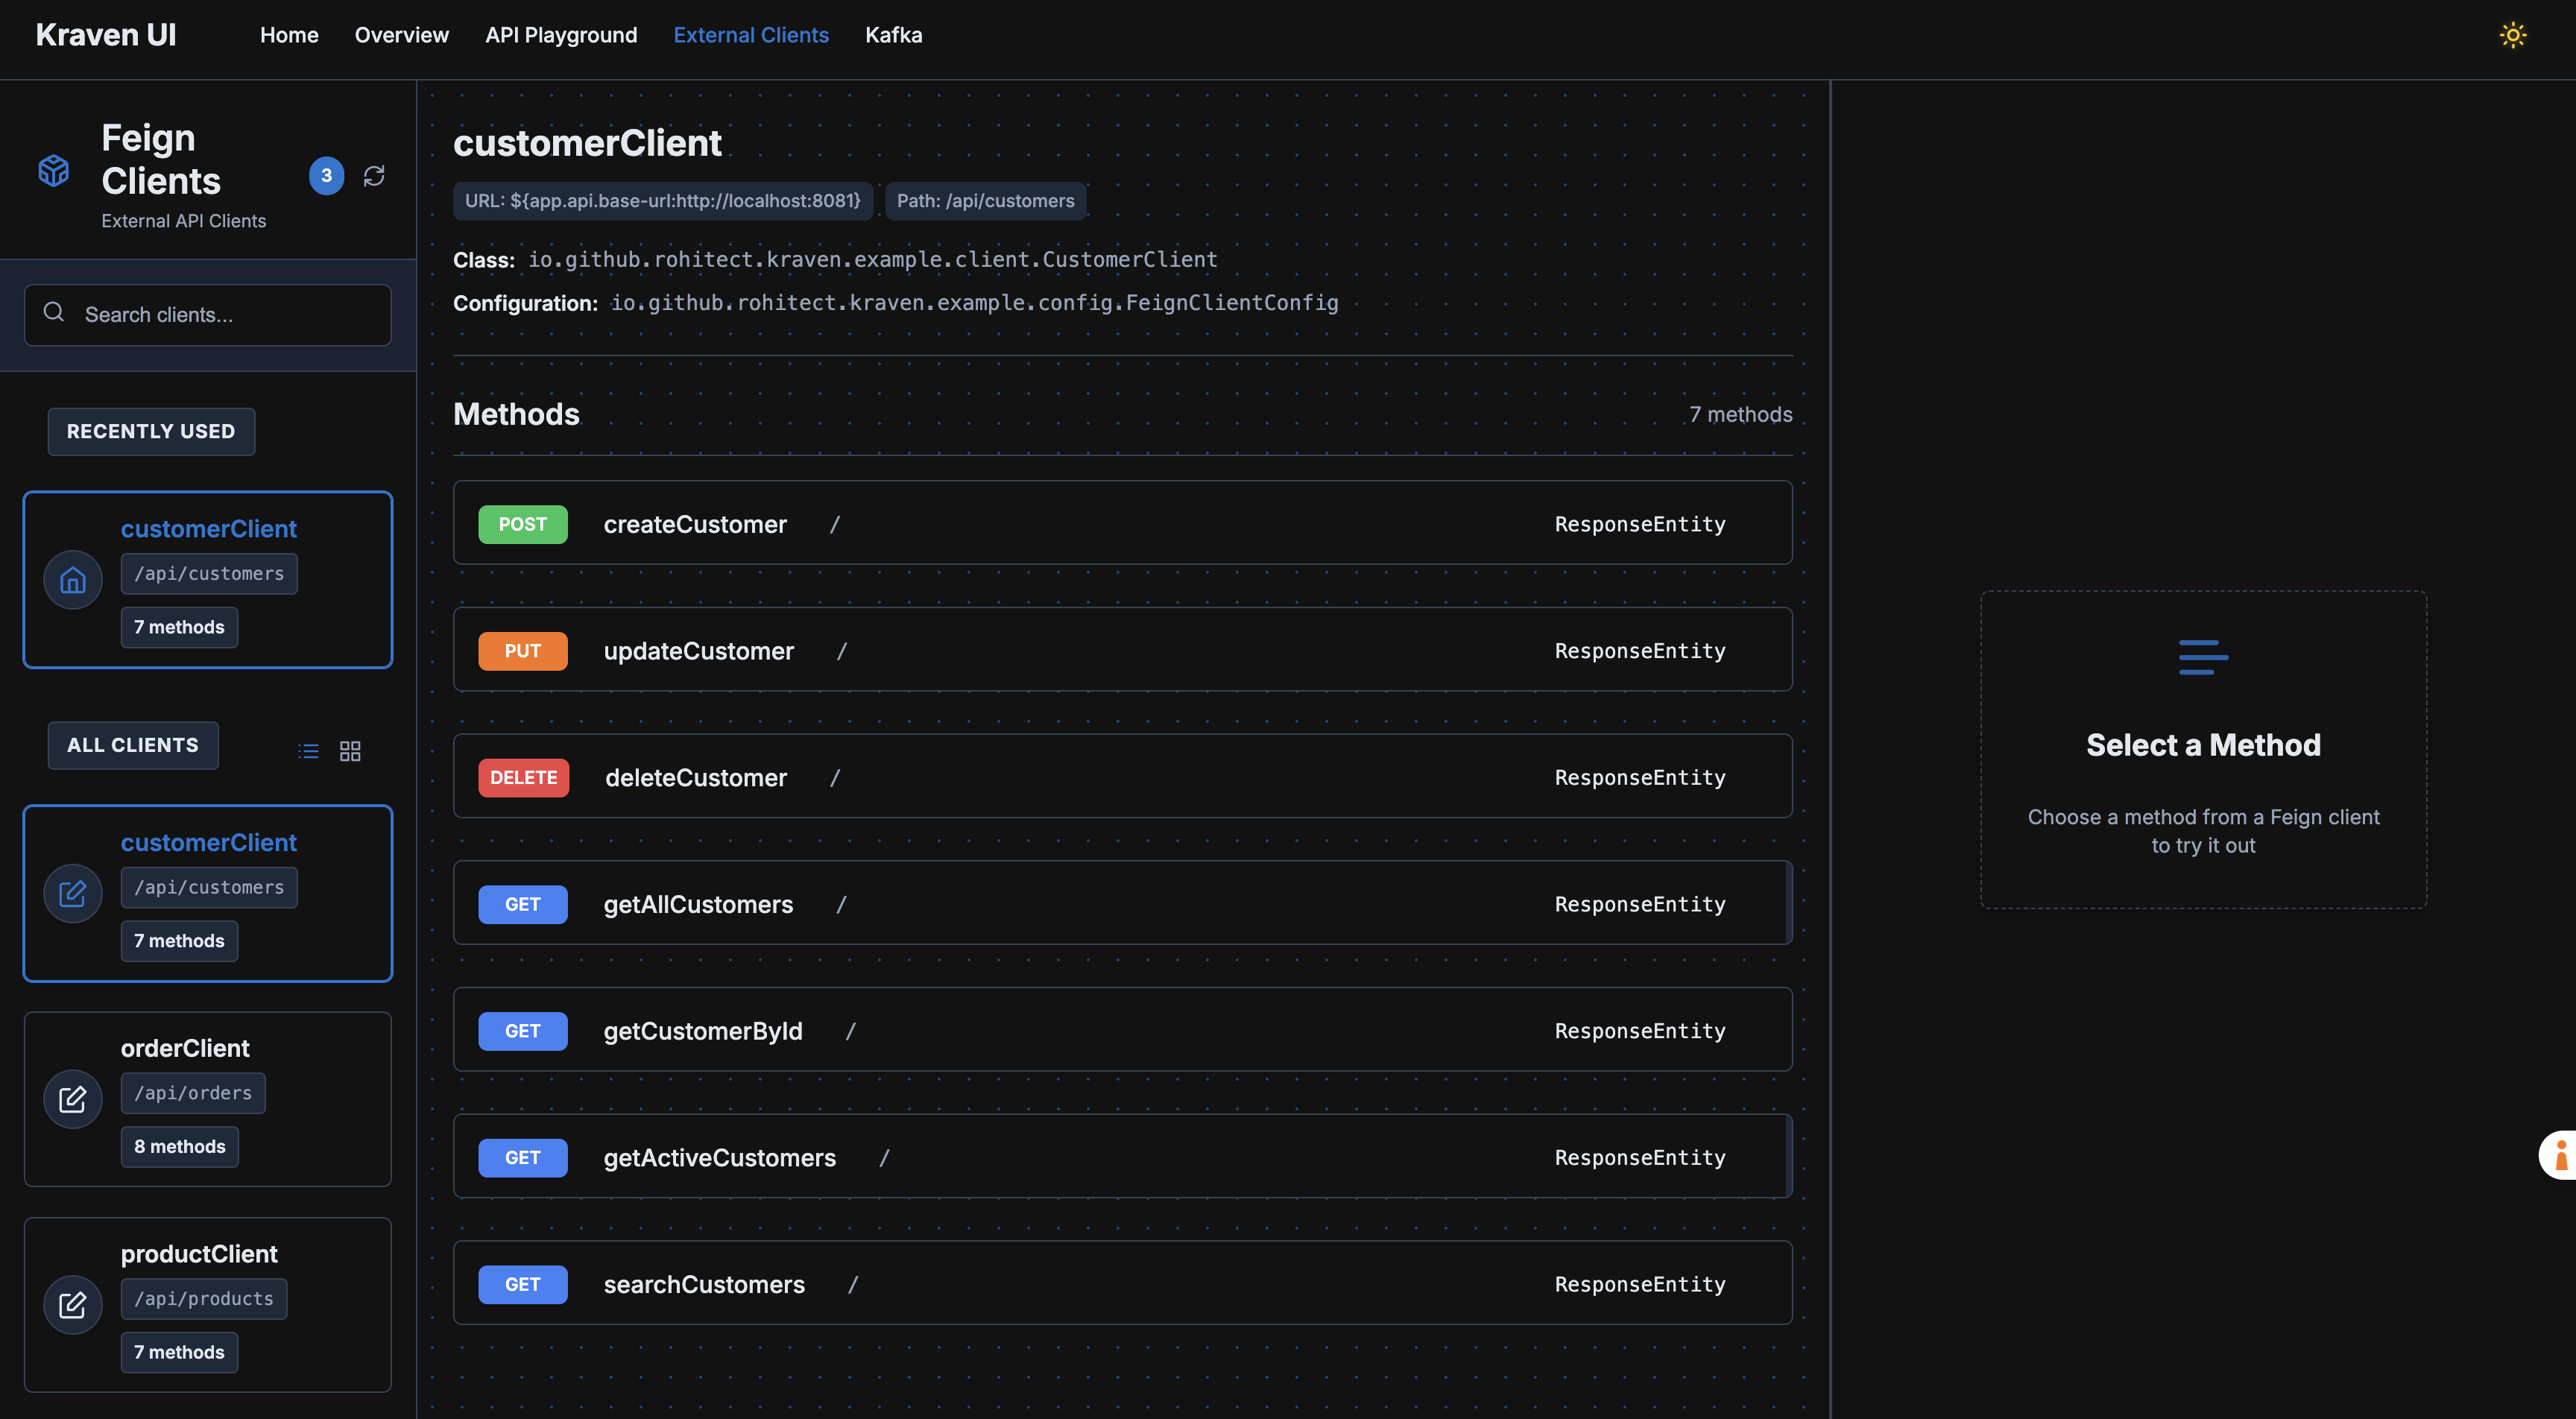 Kraven UI
Home
Overview
API Playground
External Clients
Kafka
Feign
Clients
External API Clients
3
Search clients...
RECENTLY USED
customerClient
/api/customers
7 methods
ALL CLIENTS
customerClient
/api/customers
7 methods
orderClient
/api/orders
8 methods
productClient
/api/products
7 methods
customerClient
URL: ${app.api.base-url:http://localhost:8081}
Path: /api/customers
Class: io.github.rohitect.kraven.example.client.CustomerClient
Configuration: io.github.rohitect.kraven.example.config.FeignClientConfig
Methods
7 methods
POST createCustomer / ResponseEntity
PUT updateCustomer / ResponseEntity
DELETE deleteCustomer / ResponseEntity
GET getAllCustomers / ResponseEntity
GET getCustomerById / ResponseEntity
GET getActiveCustomers / ResponseEntity
GET searchCustomers / ResponseEntity
Select a Method
Choose a method from a Feign client
to try it out